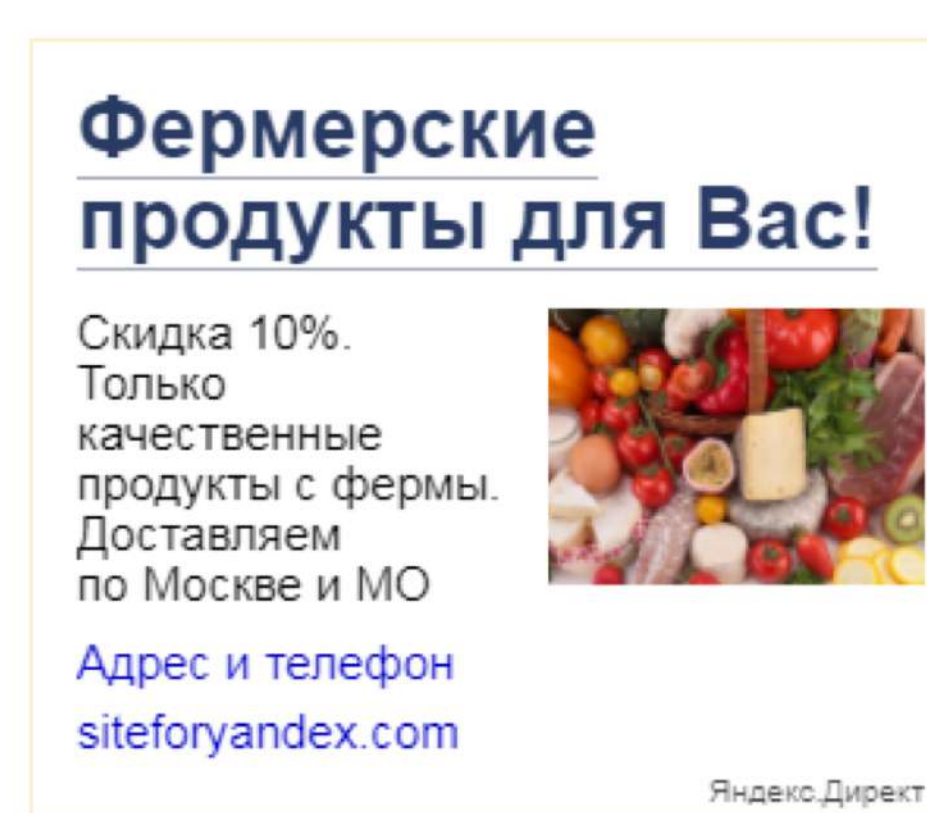 Фермерские
продукты для Вас!
Скидка 10%.
Только
качественные
продукты с фермы.
Доставляем
по Москве и МО
Адрес и телефон
siteforyandex.com
Яндекс.Директ